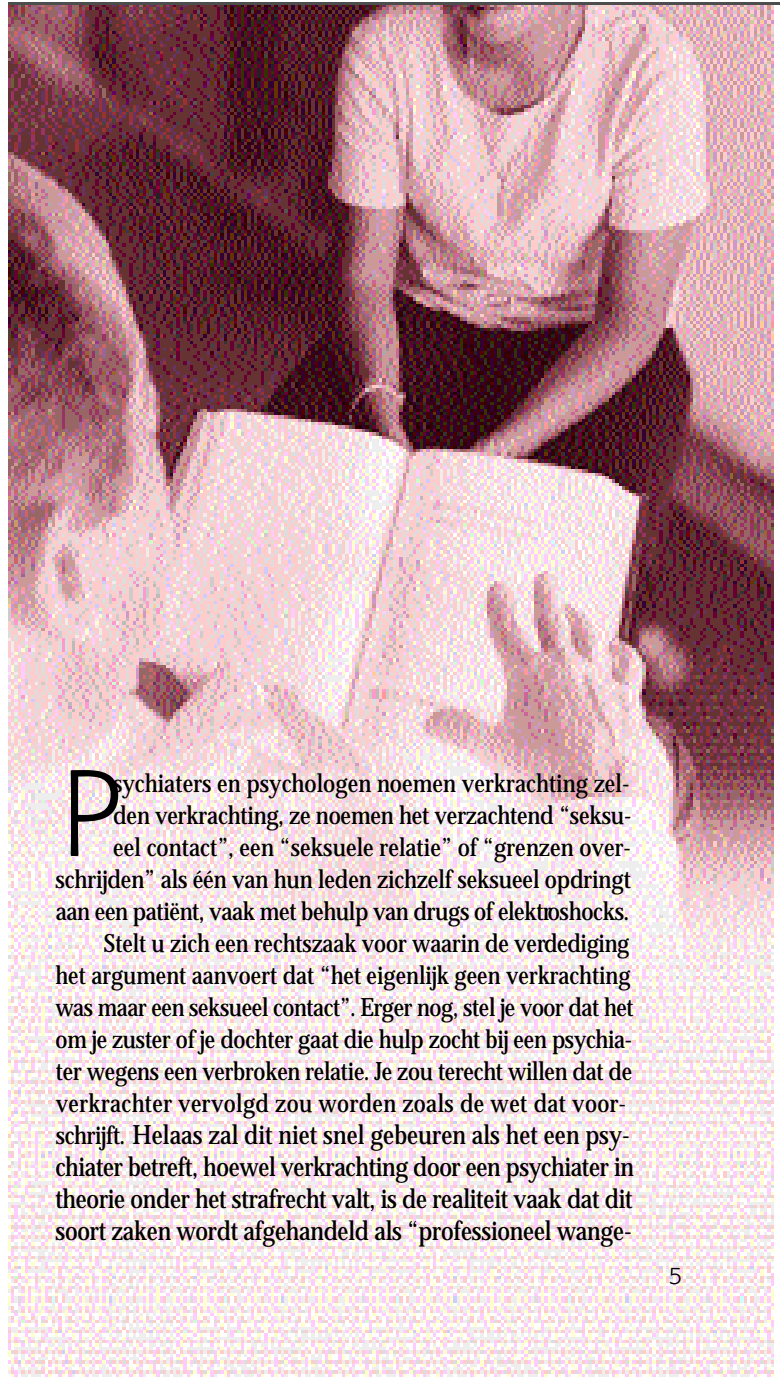 Psychiaters en psychologen noemen verkrachting zel-
den verkrachting, ze noemen het verzachtend “seksu-
eel contact”, een “seksuele relatie” of “grenzen over-
schrijden” als één van hun leden zichzelf seksueel opdringt
aan een patiënt, vaak met behulp van drugs of elektroshocks.
Stelt u zich een rechtszaak voor waarin de verdediging
het argument aanvoert dat “het eigenlijk geen verkrachting
was maar een seksueel contact”. Erger nog, stel je voor dat het
om je zuster of je dochter gaat die hulp zocht bij een psychia-
ter wegens een verbroken relatie. Je zou terecht willen dat de
verkrachter vervolgd zou worden zoals de wet dat voor-
schrijft. Helaas zal dit niet snel gebeuren als het een psy-
chiater betreft, hoewel verkrachting door een psychiater in
theorie onder het strafrecht valt, is de realiteit vaak dat dit
soort zaken wordt afgehandeld als “professioneel wange-
5